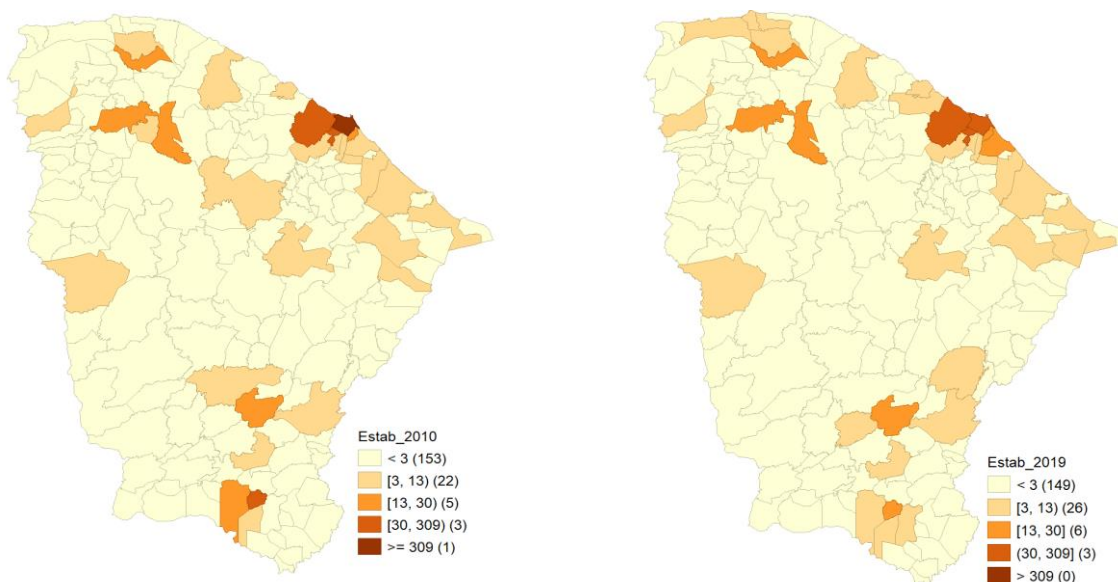 Estab_2010
< 3 (153)
[3, 13) (22)
[13, 30) (5)
[30, 309) (3)
>= 309 (1)
Estab_2019
< 3 (149)
[3, 13) (26)
[13, 30] (6)
(30, 309] (3)
> 309 (0)